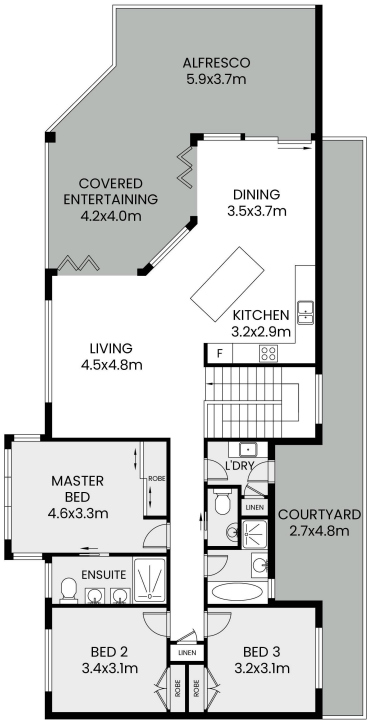 ALFRESCO
5.9x3.7m
COVERED
ENTERTAINING
4.2x4.0m
DINING
3.5x3.7m
KITCHEN
3.2x2.9m
F
LIVING
4.5x4.8m
MASTER
BED
4.6x3.3m
ROBE
L'DRY
LINEN
COURTYARD
2.7x4.8m
ENSUITE
BED 2
3.4x3.1m
LINEN
BED 3
3.2x3.1m
ROBE
ROBE